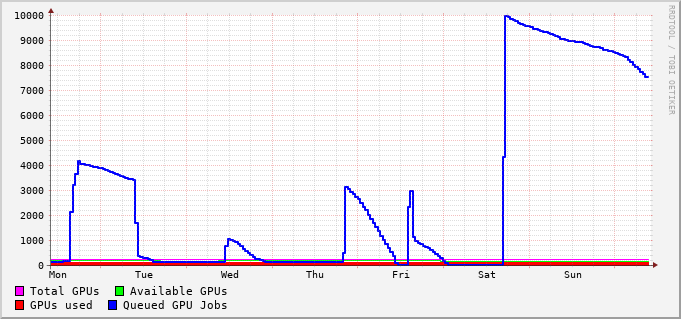 RRDTOOL / TOBI OETIKER
10000
9000
8000
7000
6000
5000
4000
3000
2000
1000
0
Mon Tue Wed Thu Fri Sat Sun
Total GPUs Available GPUs
GPUs used Queued GPU Jobs